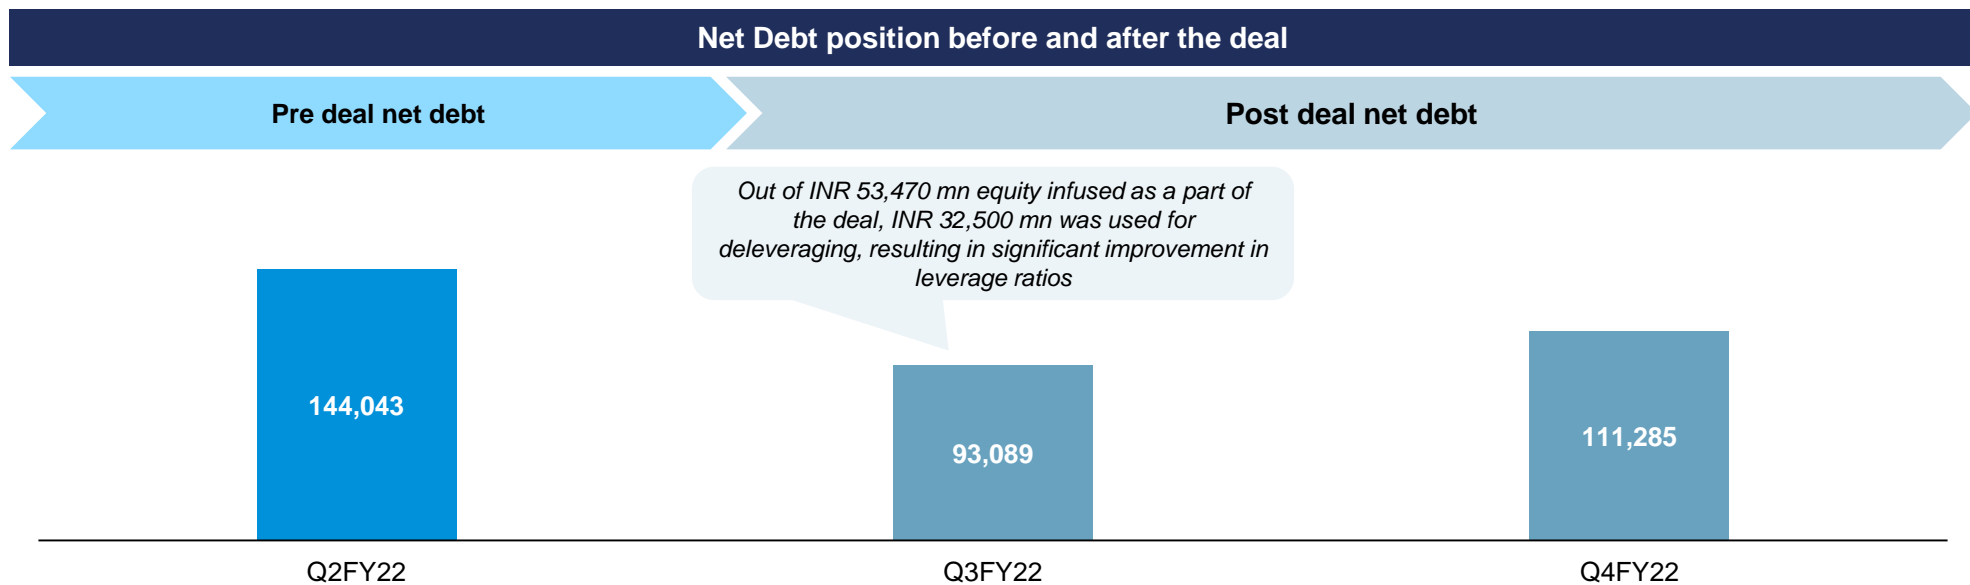 Net Debt position before and after the deal
Pre deal net debt
Post deal net debt
Out of INR 53,470 mn equity infused as a part of
the deal, INR 32,500 mn was used for
deleveraging, resulting in significant improvement in
leverage ratios
144,043
93,089
111,285
Q2FY22
Q3FY22
Q4FY22